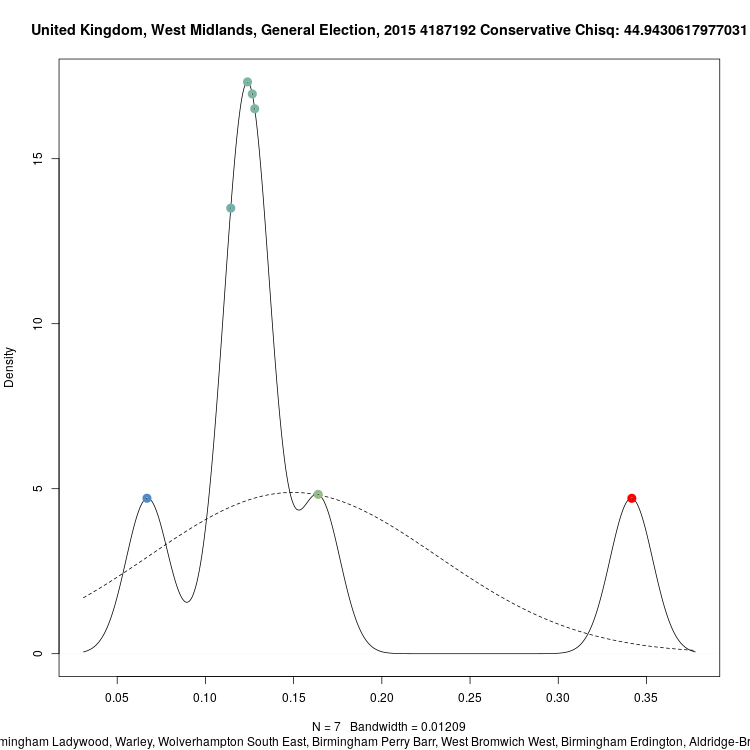 United Kingdom, West Midlands, General Election, 2015 4187192 Conservative Chisq: 44.9430617977031
Density
15
10
5
0
0.05 0.10 0.15 0.20 0.25 0.30 0.35
N = 7 Bandwidth = 0.01209
mingham Ladywood, Warley, Wolverhampton South East, Birmingham Perry Barr, West Bromwich West, Birmingham Erdington, Aldridge-Br